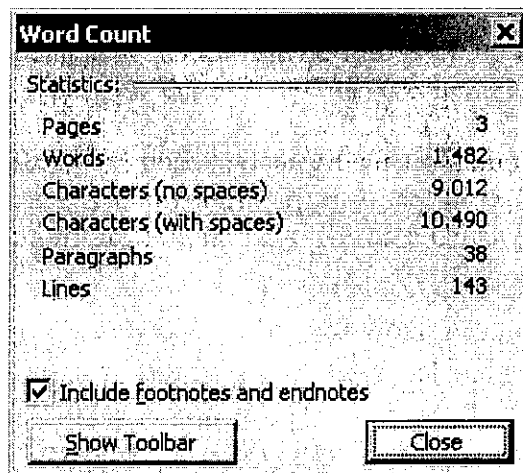 Word Count
Statistics:
Pages 3
Words 1,482
Characters (no spaces) 9,012
Characters (with spaces) 10,490
Paragraphs 38
Lines 143
Include footnotes and endnotes
Show Toolbar Close